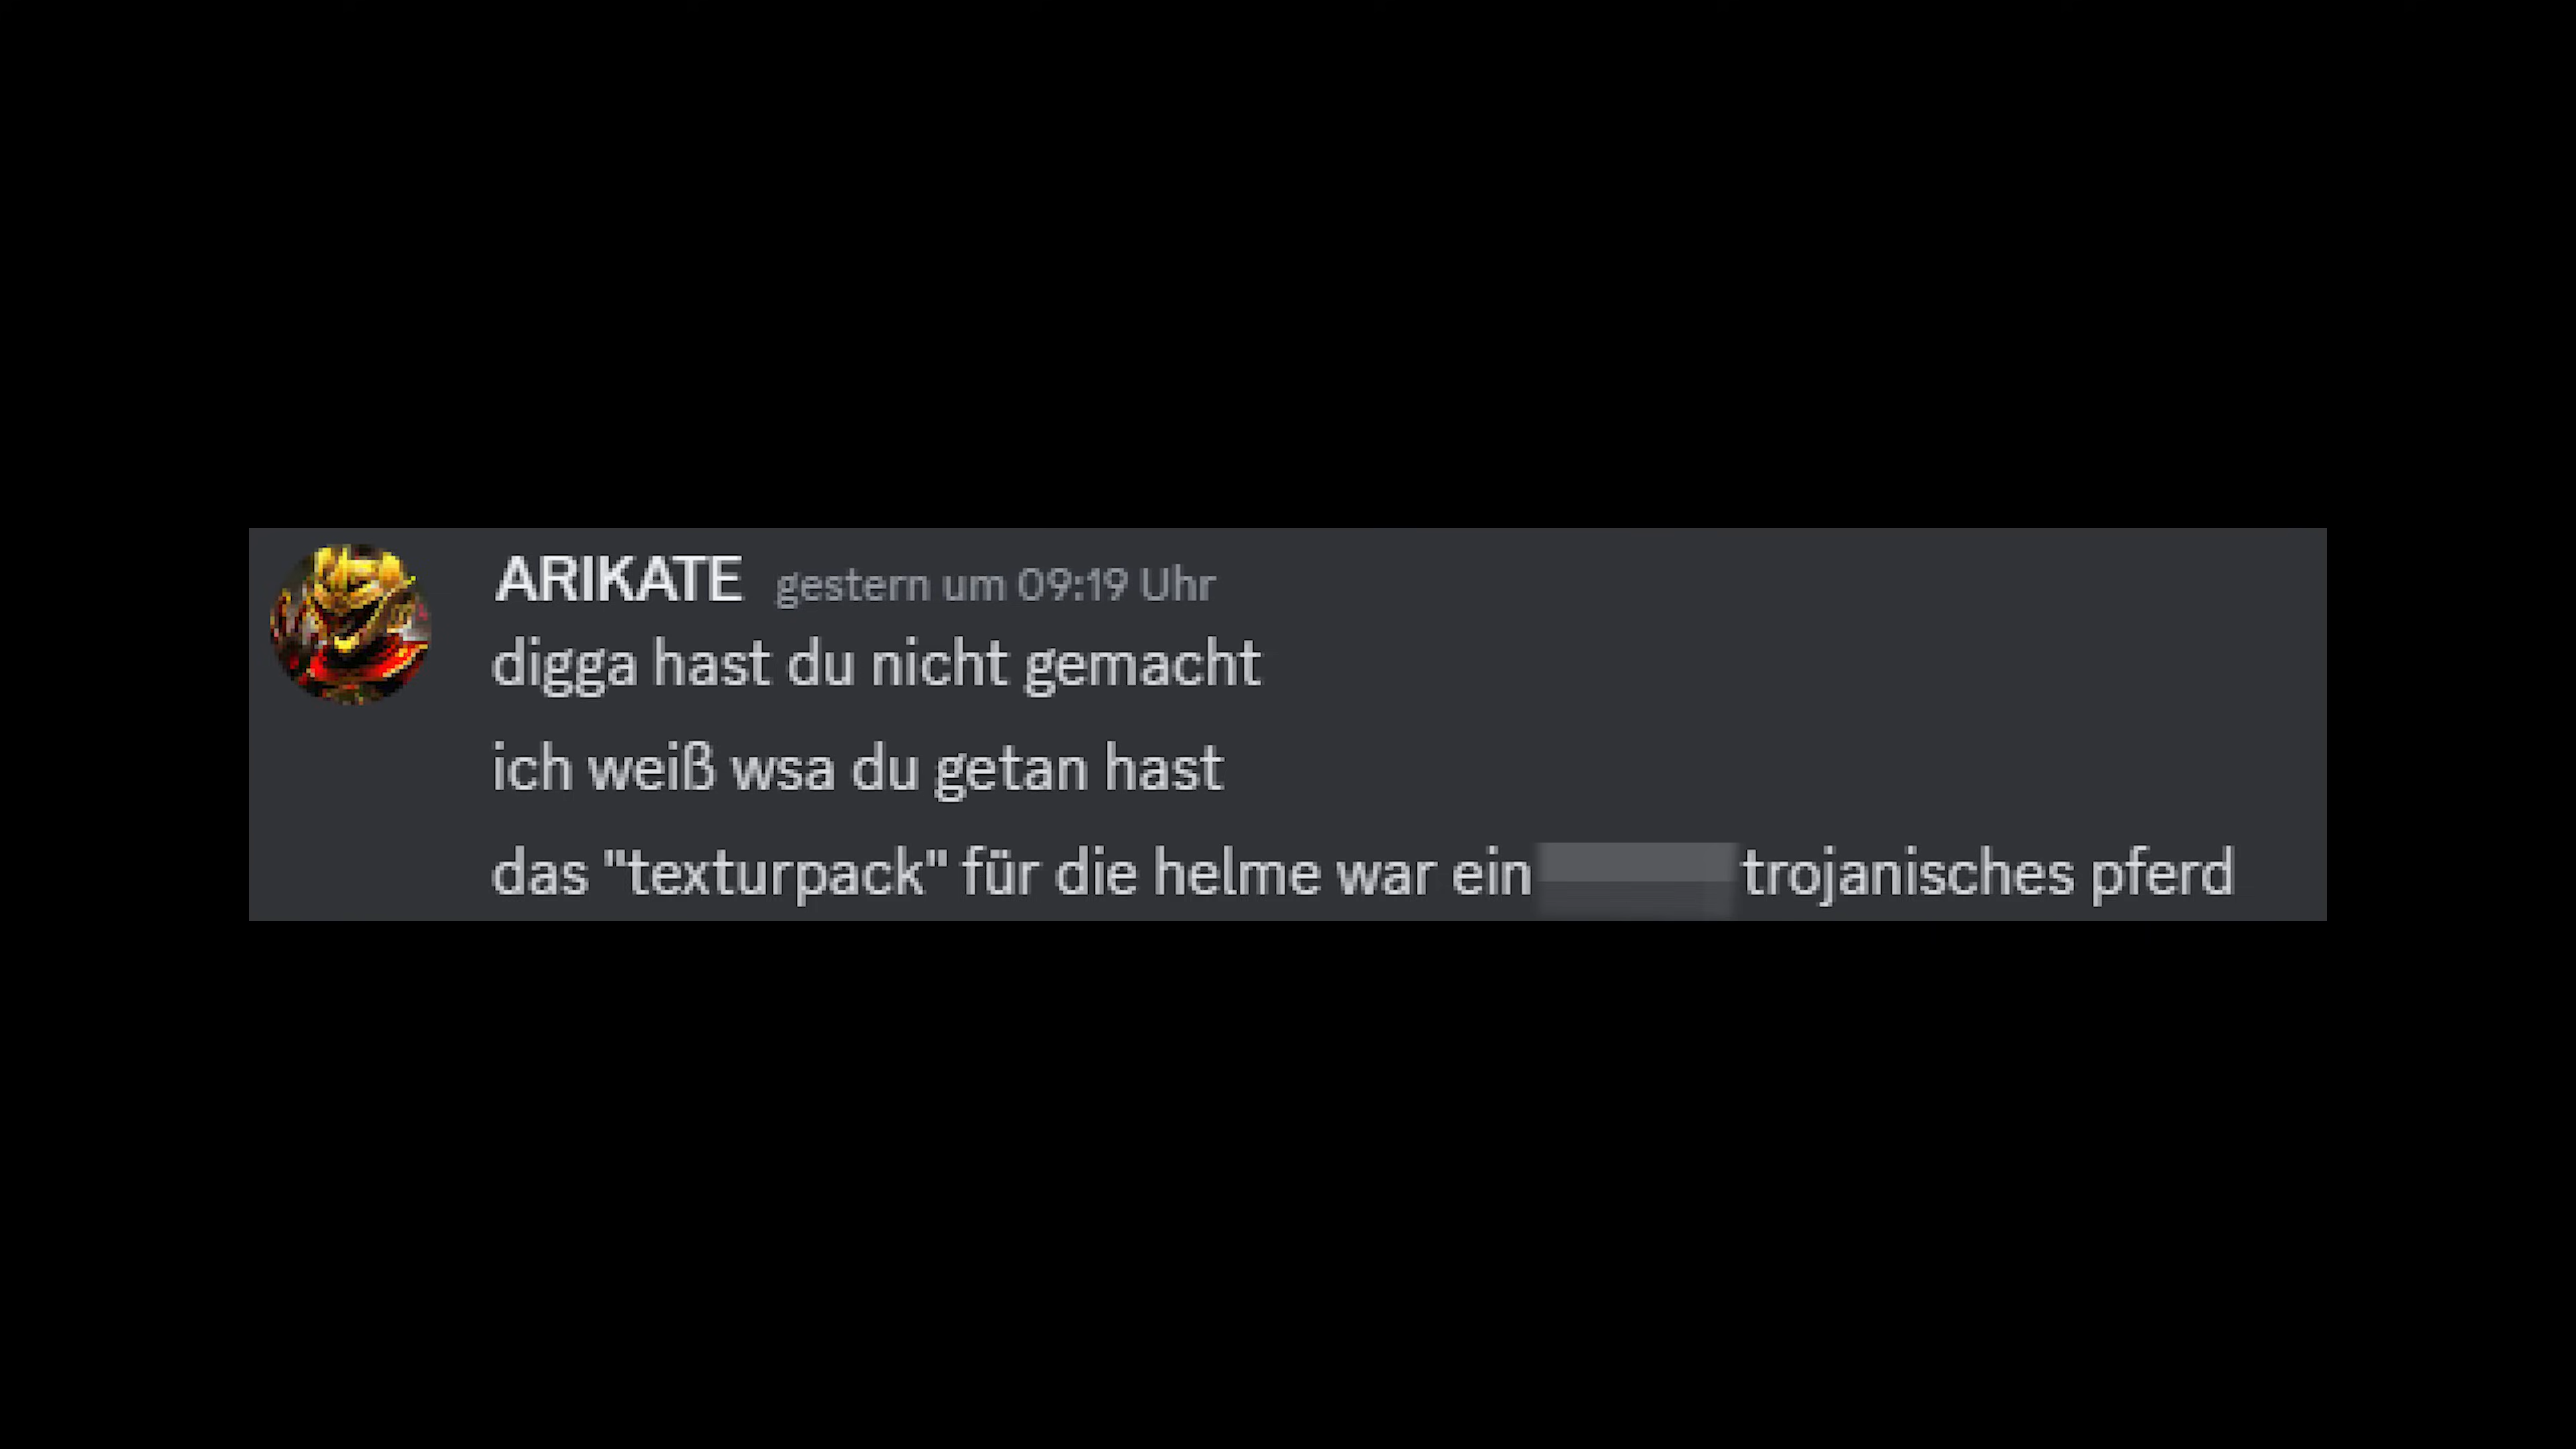 ARIKATE gestern um 09:19 Uhr
digga hast du nicht gemacht
ich weiß wsa du getan hast
das "texturpack" für die helme war ein trojanisches pferd